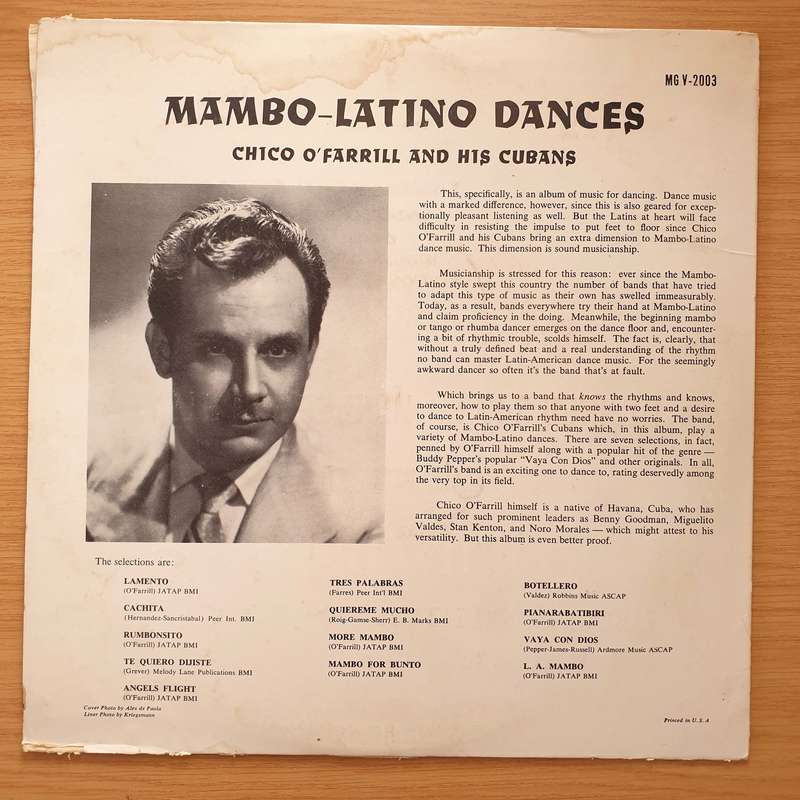 MG V-2003
MAMBO-LATINO DANCES
CHICO O'FARRILL AND HIS CUBANS
This, specifically, is an album of music for dancing. Dance music
with a marked difference, however, since this is also geared for excep-
tionally pleasant listening as well. But the Latins at heart will face
difficulty in resisting the impulse to put feet to floor since Chico
O'Farrill and his Cubans bring an extra dimension to Mambo-Latino
dance music. This dimension is sound musicianship.
Musicianship is stressed for this reason: ever since the Mambo-
Latino style swept this country the number of bands that have tried
to adapt this type of music as their own has swelled immeasurably.
Today, as a result, bands everywhere try their hand at Mambo-Latino
and claim proficiency in the doing. Meanwhile, the beginning mambo
or tango or rhumba dancer emerges on the dance floor and, encounter-
ing a bit of rhythmic trouble, scolds himself. The fact is, clearly, that
without a truly defined beat and a real understanding of the rhythm
no band can master Latin-American dance music. For the seemingly
awkward dancer so often it's the band that's at fault.
Which brings us to a band that knows the rhythms and knows,
moreover, how to play them so that anyone with two feet and a desire
to dance to Latin-American rhythm need have no worries. The band,
of course, is Chico O'Farrill's Cubans which, in this album, play a
variety of Mambo-Latino dances. There are seven selections, in fact,
penned by O'Farrill himself along with a popular hit of the genre —
Buddy Pepper's popular "Vaya Con Dios" and other originals. In all,
O'Farrill's band is an exciting one to dance to, rating deservedly among
the very top in its field.
Chico O'Farrill himself is a native of Havana, Cuba, who has
arranged for such prominent leaders as Benny Goodman, Miguelito
Valdes, Stan Kenton, and Noro Morales — which might attest to his
versatility. But this album is even better proof.
The selections are:
LAMENTO
(O'Farrill) JATAP BMI
CACHITA
(Hernandez-Sancristabal) Peer Int. BMI
RUMBONSITO
(O'Farrill) JATAP BMI
TE QUIERO DIJISTE
(Grever) Melody Lane Publications BMI
ANGELS FLIGHT
(O'Farrill) JATAP BMI
TRES PALABRAS
(Farres) Peer Int'l BMI
QUIEREME MUCHO
(Roig-Gamse-Sherr) E. B. Marks BMI
MORE MAMBO
(O'Farrill) JATAP BMI
MAMBO FOR BUNTO
(O'Farrill) JATAP BMI
BOTELLERO
(Valdez) Robbins Music ASCAP
PIANARABATIBIRI
(O'Farrill) JATAP BMI
VAYA CON DIOS
(Pepper-James-Russell) Ardmore Music ASCAP
L. A. MAMBO
(O'Farrill) JATAP BMI
Cover Photo by Alex de Paola
Liner Photo by Kriegsmann
Printed in U.S.A